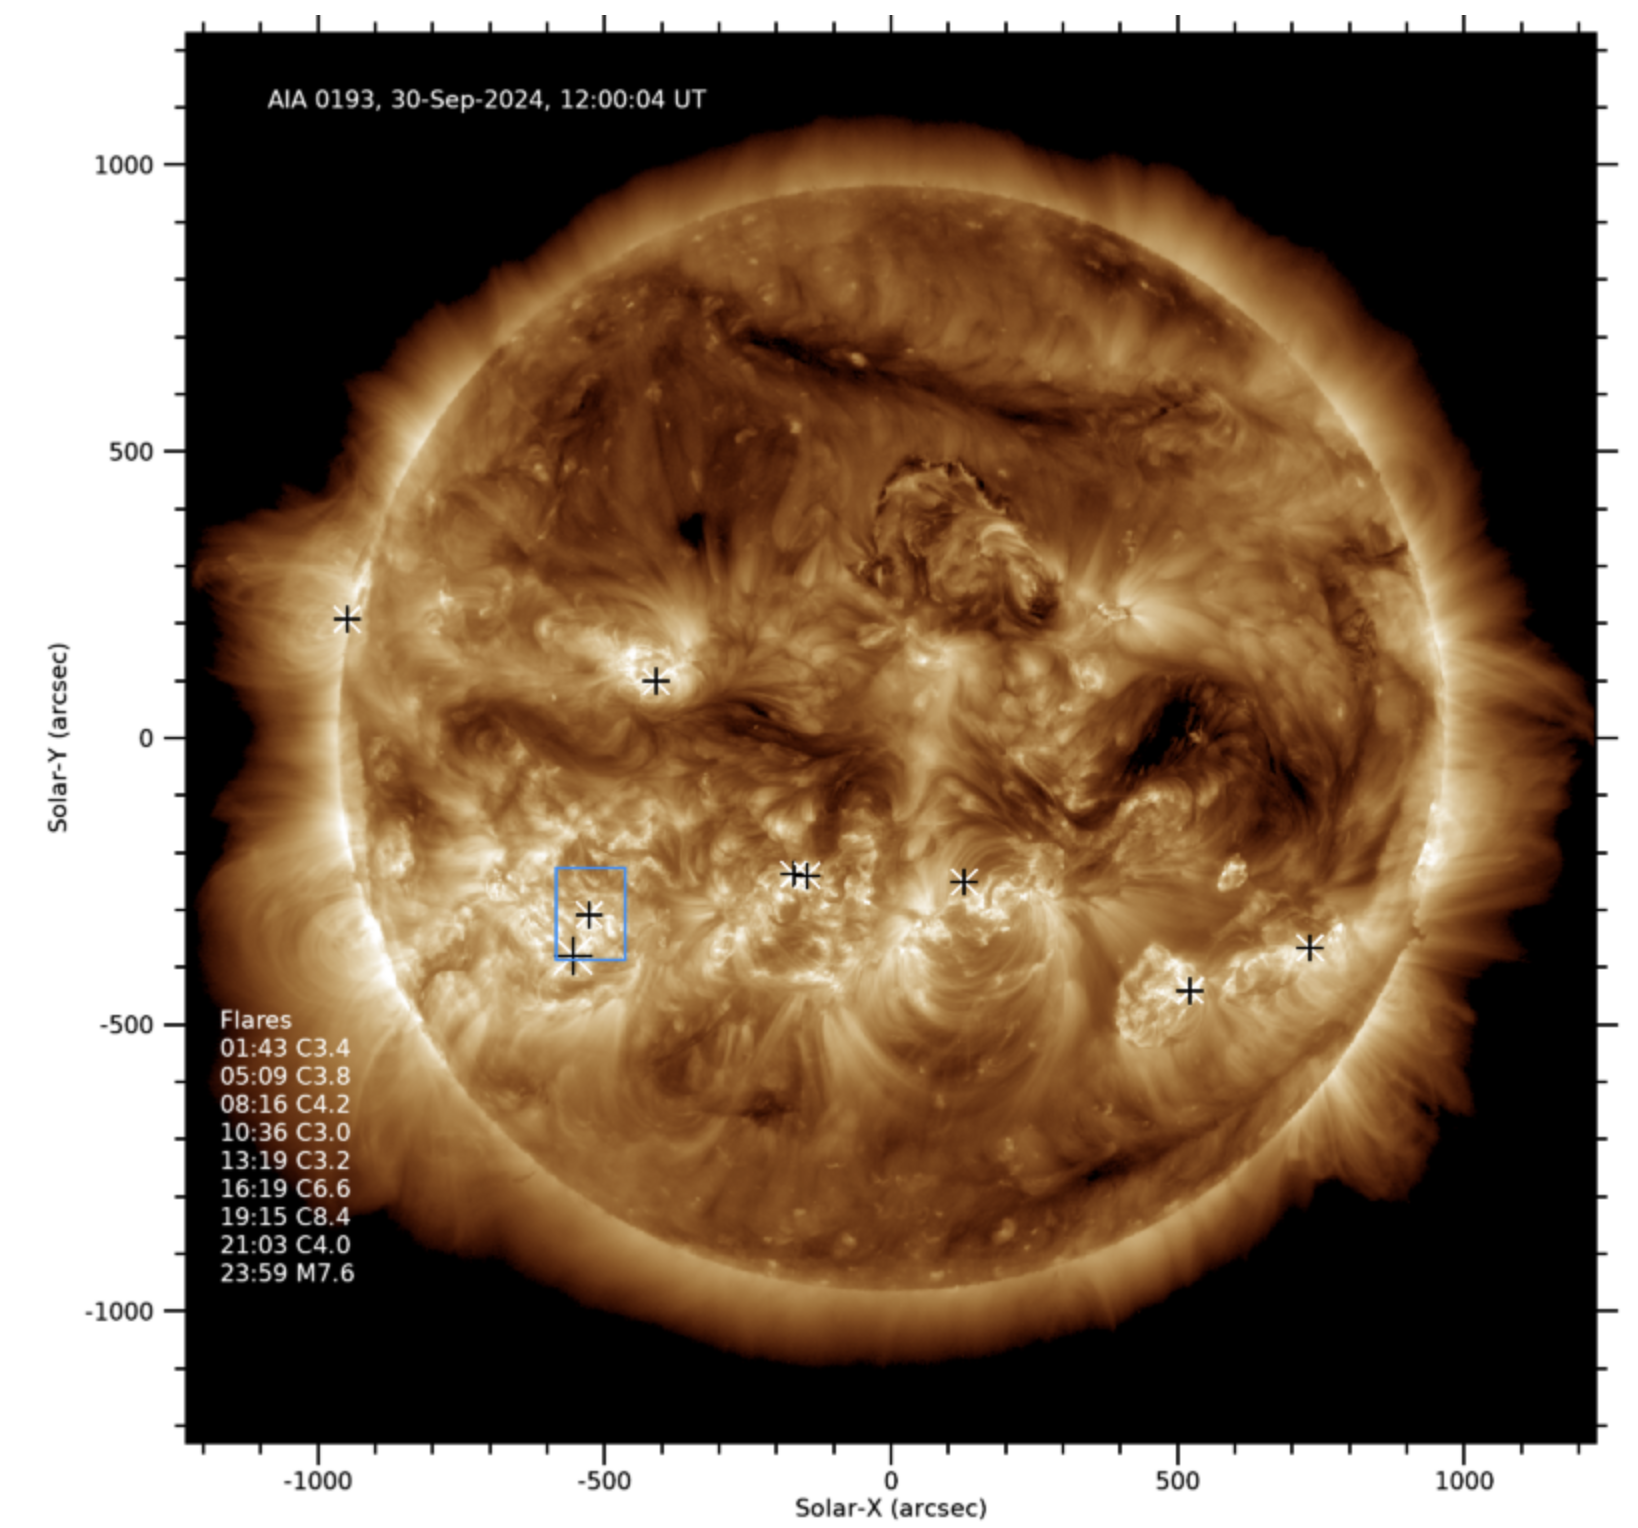 AIA 0193, 30-Sep-2024, 12:00:04 UT
1000
500
0
-500
-1000
Solar-Y (arcsec)
Flares
01:43 C3.4
05:09 C3.8
08:16 C4.2
10:36 C3.0
13:19 C3.2
16:19 C6.6
19:15 C8.4
21:03 C4.0
23:59 M7.6
-1000 -500 0 500 1000
Solar-X (arcsec)